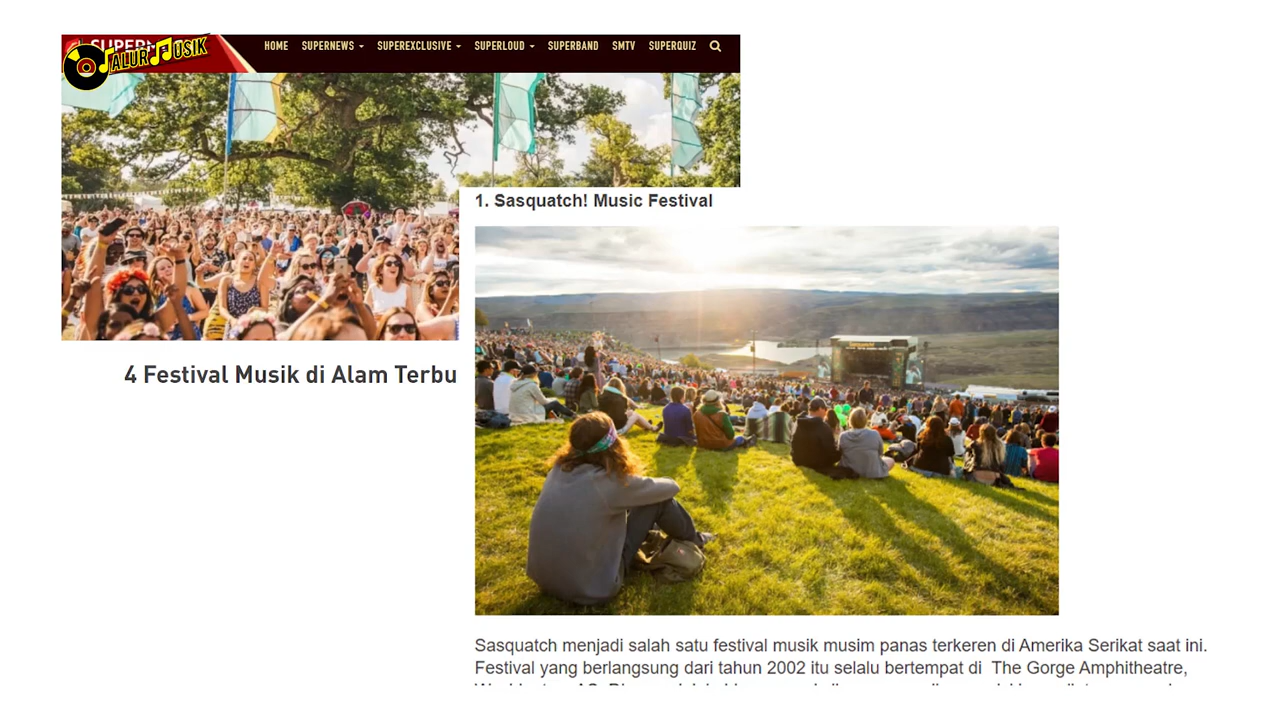 ALUR MUSIK
HOME SUPERNEWS SUPEREXCLUSIVE SUPERLOUD SUPERBAND SMTV SUPERQUIZ
4 Festival Musik di Alam Terbu
1. Sasquatch! Music Festival
Sasquatch menjadi salah satu festival musik musim panas terkeren di Amerika Serikat saat ini.
Festival yang berlangsung dari tahun 2002 itu selalu bertempat di The Gorge Amphitheatre,